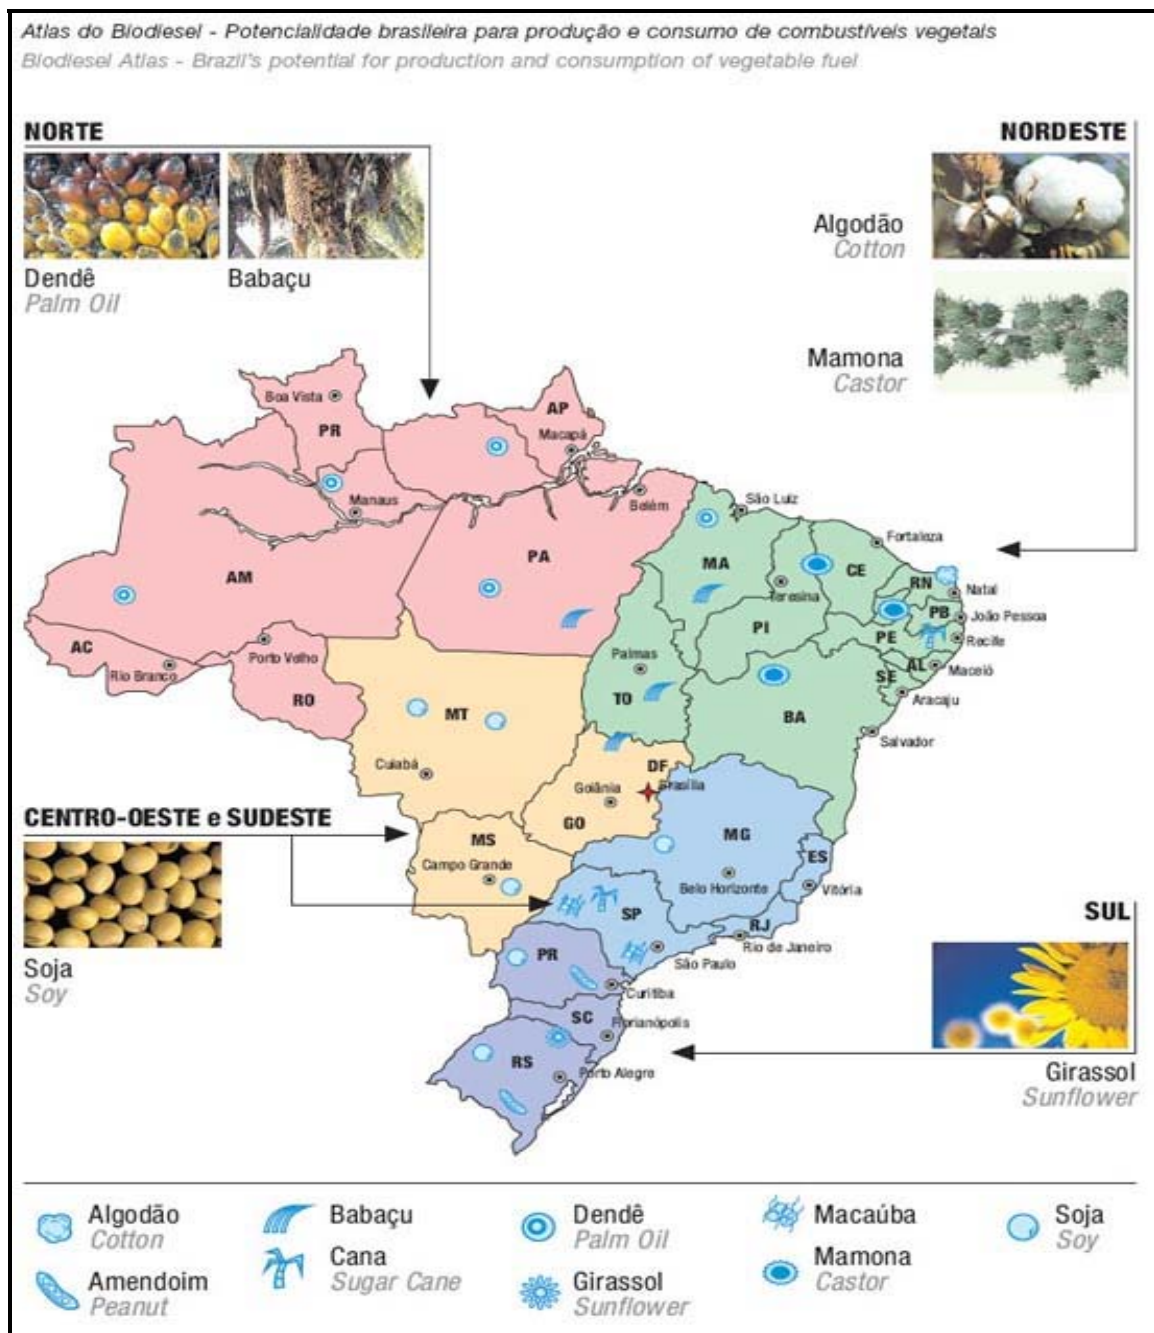 Atlas do Biodiesel - Potencialidade brasileira para produção e consumo de combustíveis vegetais
Biodiesel Atlas - Brazil's potential for production and consumption of vegetable fuel
NORTE
Dendê
Palm Oil
Babaçu
NORDESTE
Algodão
Cotton
Mamona
Castor
Boa Vista
PR
AP
Macapá
Manaus
Belém
AM
PA
AC
Rio Branco
Porto Velho
RO
São Luiz
MA
Teresina
CE
Fortaleza
RN
Natal
PB
João Pessoa
PI
PE
Recife
Palmas
TO
AL
Maceió
SE
Aracaju
BA
Salvador
MT
Cuiabá
DF
Brasília
Goiânia
GO
CENTRO-OESTE e SUDESTE
Soja
Soy
MS
Campo Grande
MG
Belo Horizonte
ES
Vitória
SP
São Paulo
RJ
Rio de Janeiro
PR
Curitiba
SC
Florianópolis
RS
Porto Alegre
SUL
Girassol
Sunflower
Algodão
Cotton
Amendoim
Peanut
Babaçu
Cana
Sugar Cane
Dendê
Palm Oil
Girassol
Sunflower
Macaúba
Mamona
Castor
Soja
Soy